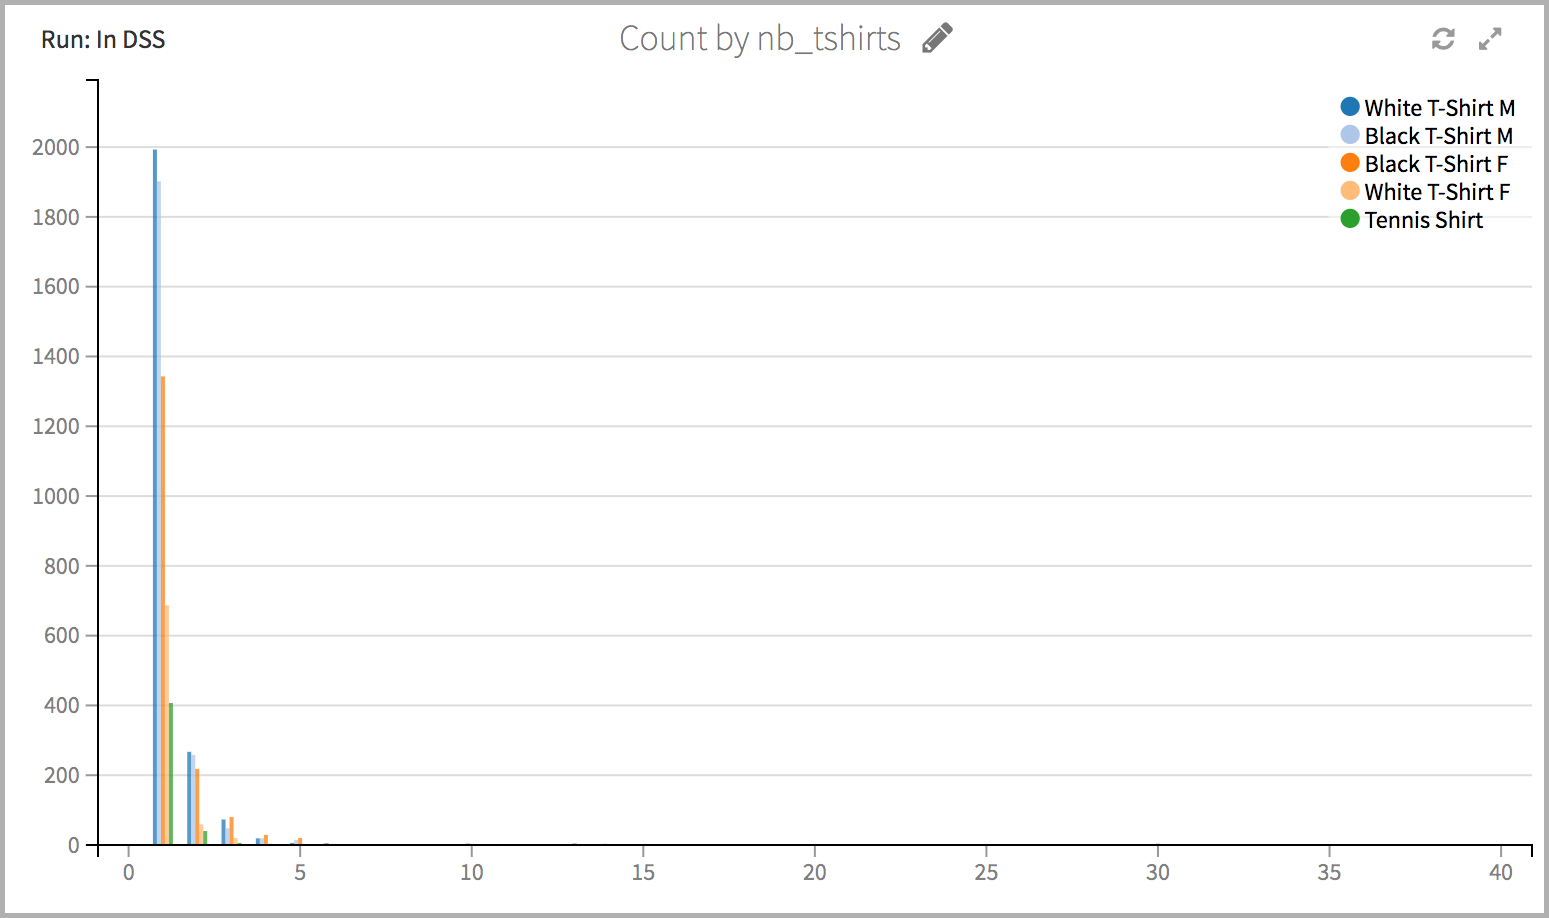 Run: In DSS
Count by nb_tshirts
White T-Shirt M
Black T-Shirt M
Black T-Shirt F
White T-Shirt F
Tennis Shirt
2000
1800
1600
1400
1200
1000
800
600
400
200
0
0 5 10 15 20 25 30 35 40